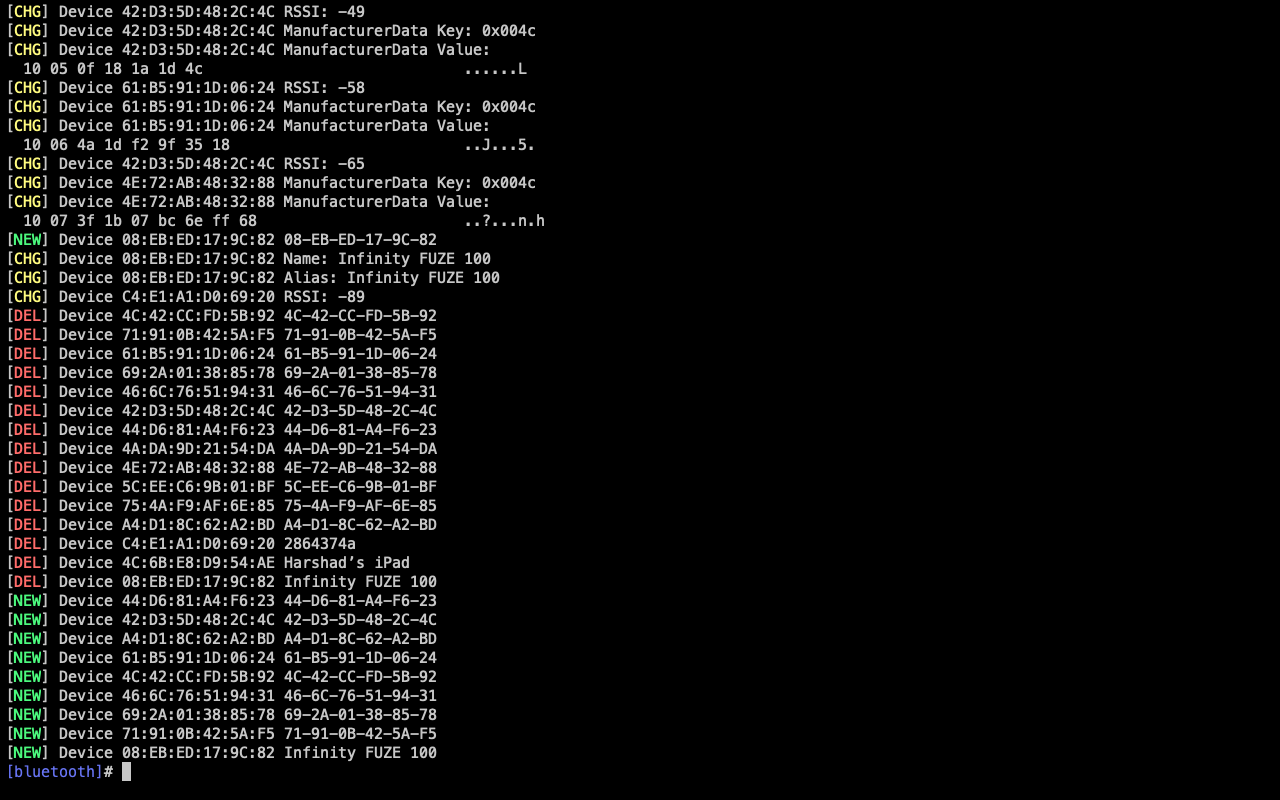 [CHG] Device 42:D3:5D:48:2C:4C RSSI: -49
[CHG] Device 42:D3:5D:48:2C:4C ManufacturerData Key: 0x004c
[CHG] Device 42:D3:5D:48:2C:4C ManufacturerData Value:
  10 05 0f 18 1a 1d 4c                             ......L
[CHG] Device 61:B5:91:1D:06:24 RSSI: -58
[CHG] Device 61:B5:91:1D:06:24 ManufacturerData Key: 0x004c
[CHG] Device 61:B5:91:1D:06:24 ManufacturerData Value:
  10 06 4a 1d f2 9f 35 18                          ..J...5.
[CHG] Device 42:D3:5D:48:2C:4C RSSI: -65
[CHG] Device 4E:72:AB:48:32:88 ManufacturerData Key: 0x004c
[CHG] Device 4E:72:AB:48:32:88 ManufacturerData Value:
  10 07 3f 1b 07 bc 6e ff 68                       ..?...n.h
[NEW] Device 08:EB:ED:17:9C:82 08-EB-ED-17-9C-82
[CHG] Device 08:EB:ED:17:9C:82 Name: Infinity FUZE 100
[CHG] Device 08:EB:ED:17:9C:82 Alias: Infinity FUZE 100
[CHG] Device C4:E1:A1:D0:69:20 RSSI: -89
[DEL] Device 4C:42:CC:FD:5B:92 4C-42-CC-FD-5B-92
[DEL] Device 71:91:0B:42:5A:F5 71-91-0B-42-5A-F5
[DEL] Device 61:B5:91:1D:06:24 61-B5-91-1D-06-24
[DEL] Device 69:2A:01:38:85:78 69-2A-01-38-85-78
[DEL] Device 46:6C:76:51:94:31 46-6C-76-51-94-31
[DEL] Device 42:D3:5D:48:2C:4C 42-D3-5D-48-2C-4C
[DEL] Device 44:D6:81:A4:F6:23 44-D6-81-A4-F6-23
[DEL] Device 4A:DA:9D:21:54:DA 4A-DA-9D-21-54-DA
[DEL] Device 4E:72:AB:48:32:88 4E-72-AB-48-32-88
[DEL] Device 5C:EE:C6:9B:01:BF 5C-EE-C6-9B-01-BF
[DEL] Device 75:4A:F9:AF:6E:85 75-4A-F9-AF-6E-85
[DEL] Device A4:D1:8C:62:A2:BD A4-D1-8C-62-A2-BD
[DEL] Device C4:E1:A1:D0:69:20 2864374a
[DEL] Device 4C:6B:E8:D9:54:AE Harshad’s iPad
[DEL] Device 08:EB:ED:17:9C:82 Infinity FUZE 100
[NEW] Device 44:D6:81:A4:F6:23 44-D6-81-A4-F6-23
[NEW] Device 42:D3:5D:48:2C:4C 42-D3-5D-48-2C-4C
[NEW] Device A4:D1:8C:62:A2:BD A4-D1-8C-62-A2-BD
[NEW] Device 61:B5:91:1D:06:24 61-B5-91-1D-06-24
[NEW] Device 4C:42:CC:FD:5B:92 4C-42-CC-FD-5B-92
[NEW] Device 46:6C:76:51:94:31 46-6C-76-51-94-31
[NEW] Device 69:2A:01:38:85:78 69-2A-01-38-85-78
[NEW] Device 71:91:0B:42:5A:F5 71-91-0B-42-5A-F5
[NEW] Device 08:EB:ED:17:9C:82 Infinity FUZE 100
[bluetooth]#